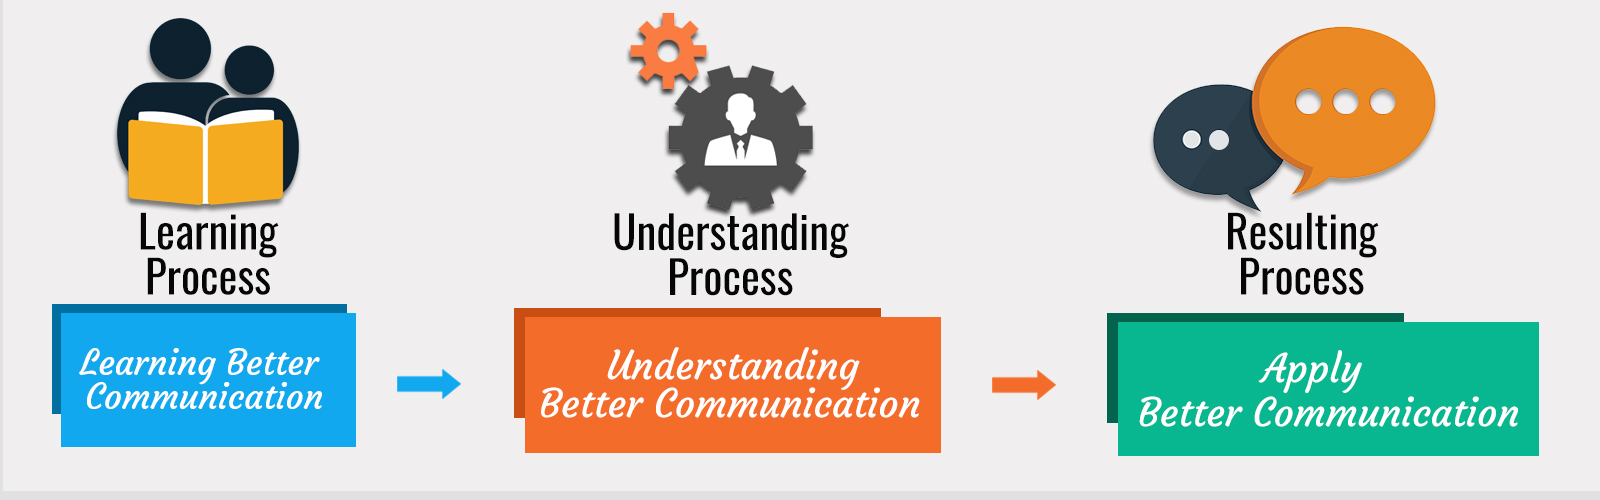 Learning
Process
Learning Better
Communication
Understanding
Process
Understanding
Better Communication
Resulting
Process
Apply
Better Communication